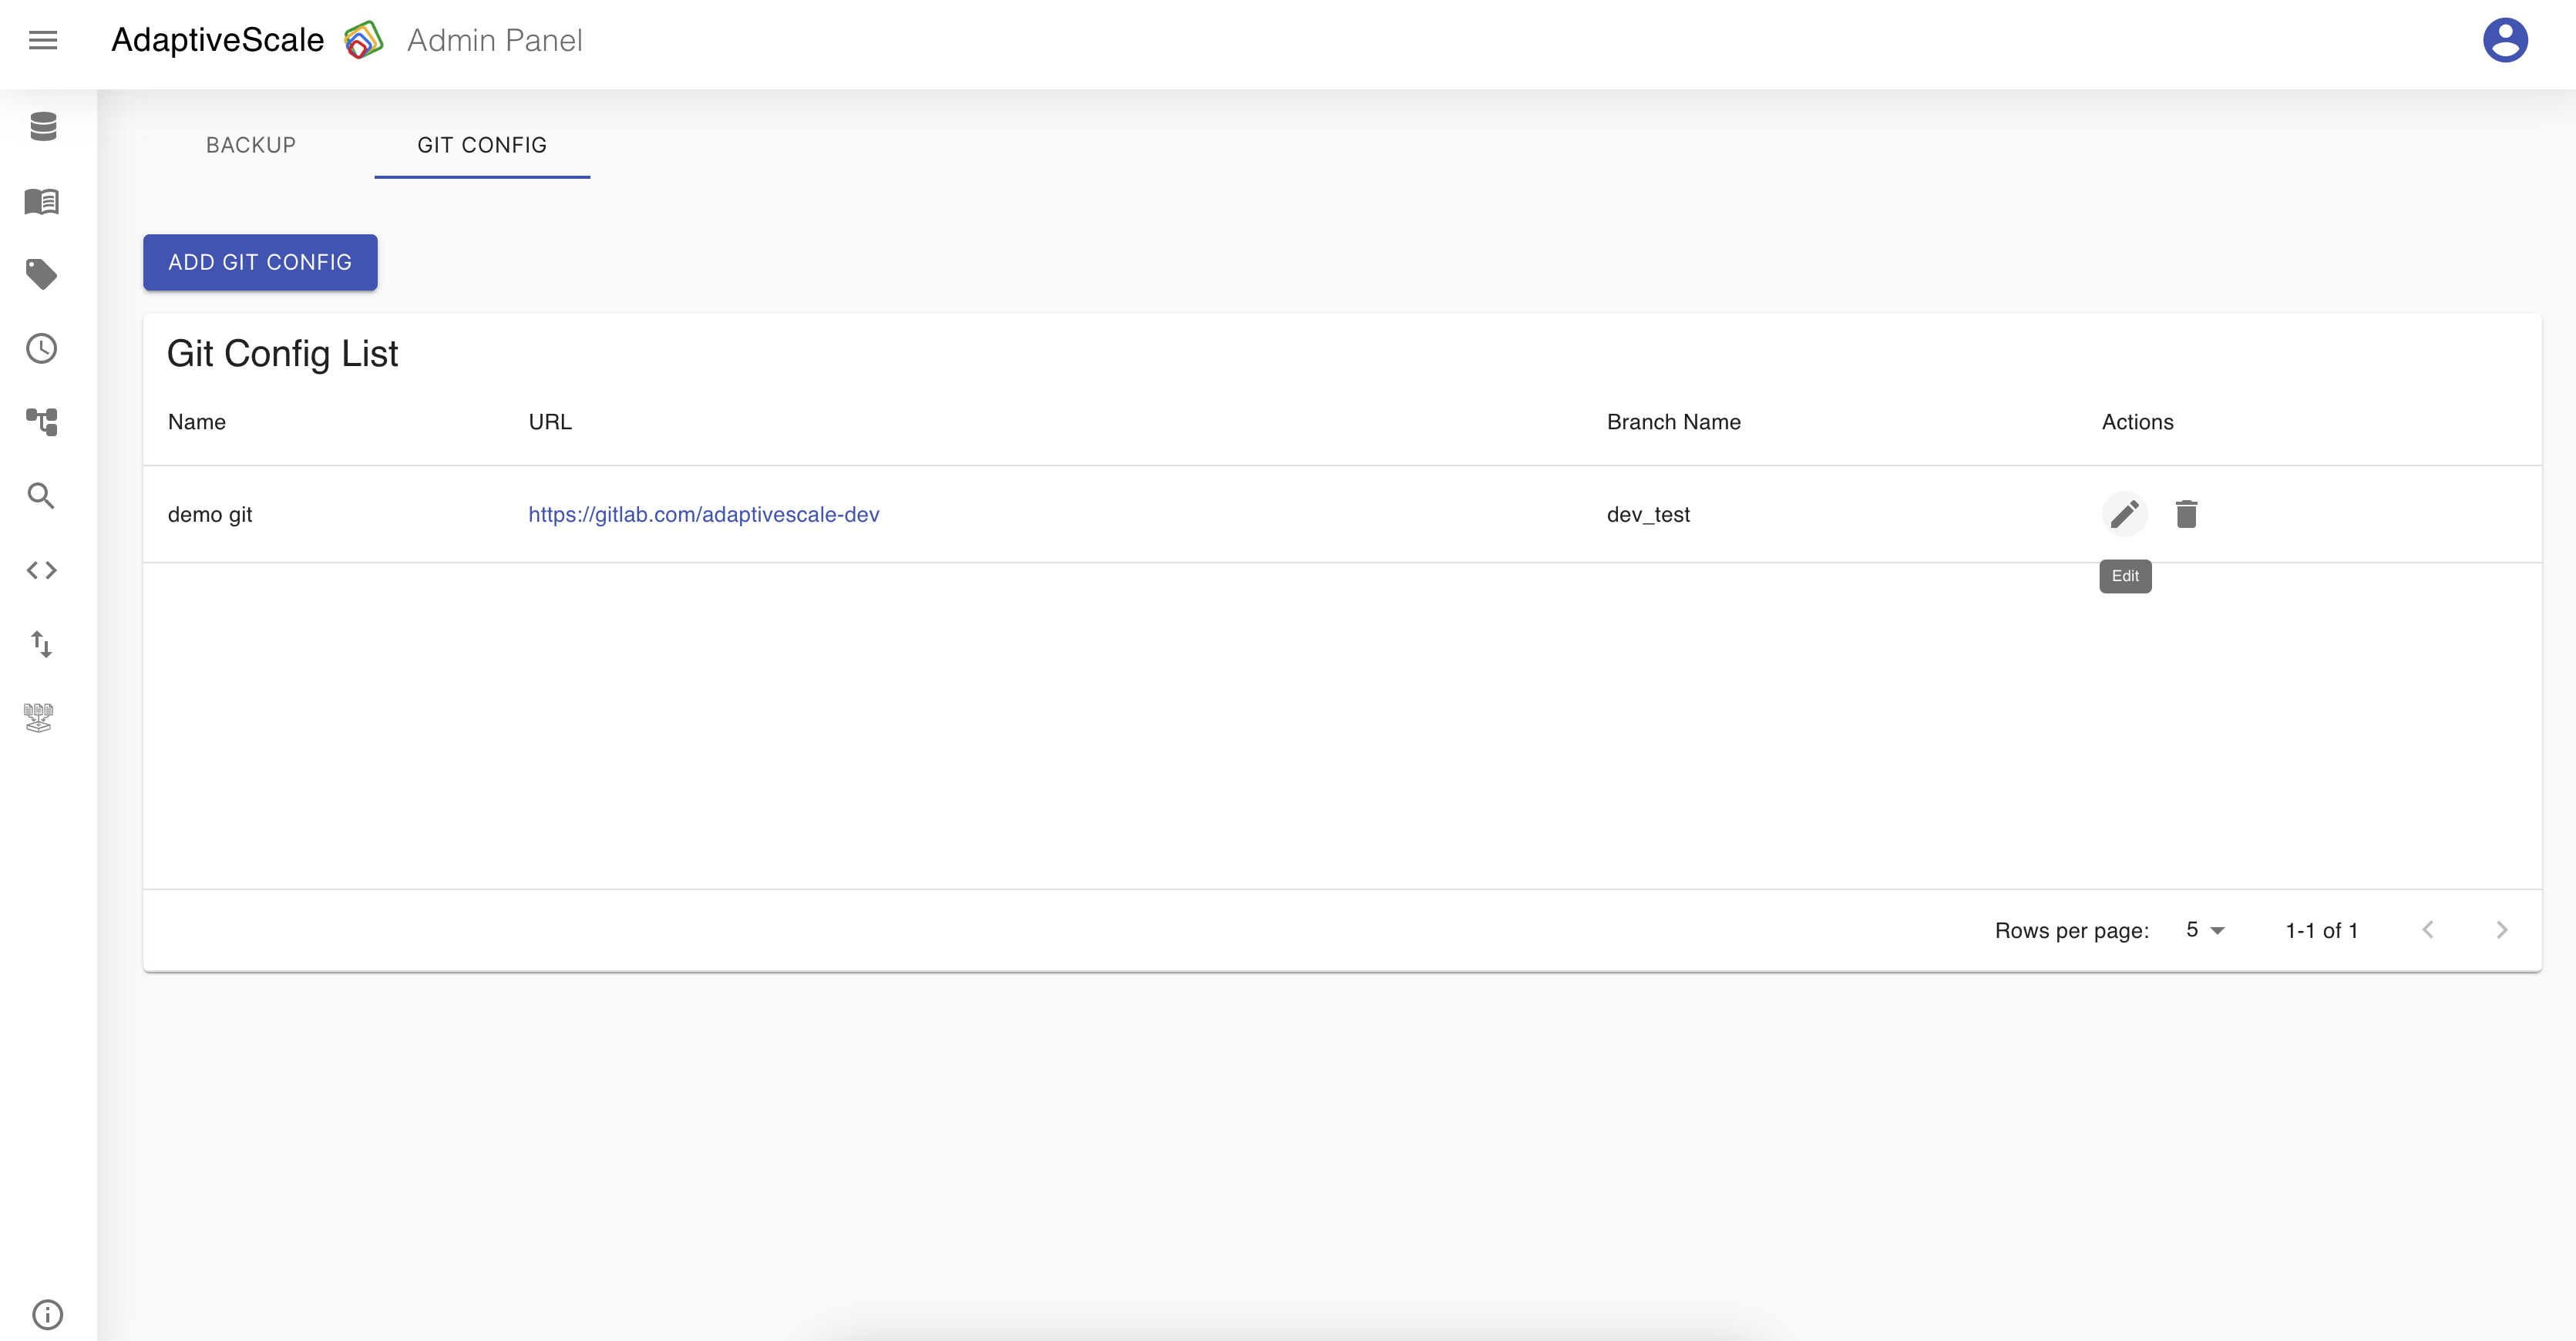 AdaptiveScale Admin Panel
BACKUP GIT CONFIG
ADD GIT CONFIG
Git Config List
Name URL Branch Name Actions
demo git https://gitlab.com/adaptivescale-dev dev_test
Edit
Rows per page: 5 1-1 of 1